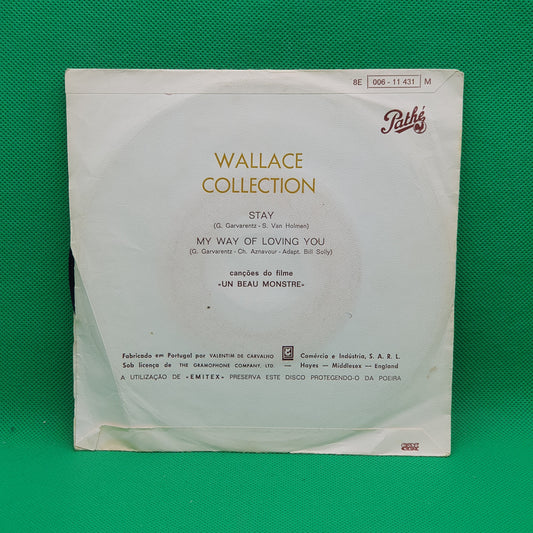 8E 006 - 11 431 M
Pathé
WALLACE
COLLECTION
STAY
(G. Garvarentz - S. Van Holmen)
MY WAY OF LOVING YOU
(G. Garvarentz - Ch. Aznavour - Adapt. Bill Solly)
canções do filme
«UN BEAU MONSTRE»
Fabricado em Portugal por VALENTIM DE CARVALHO Comércio e Indústria, S. A. R. L.
Sob licença de THE GRAMOPHONE COMPANY, LTD. — Hayes — Middlesex — England
A UTILIZAÇÃO DE «EMITEX» PRESERVA ESTE DISCO PROTEGENDO-O DA POEIRA